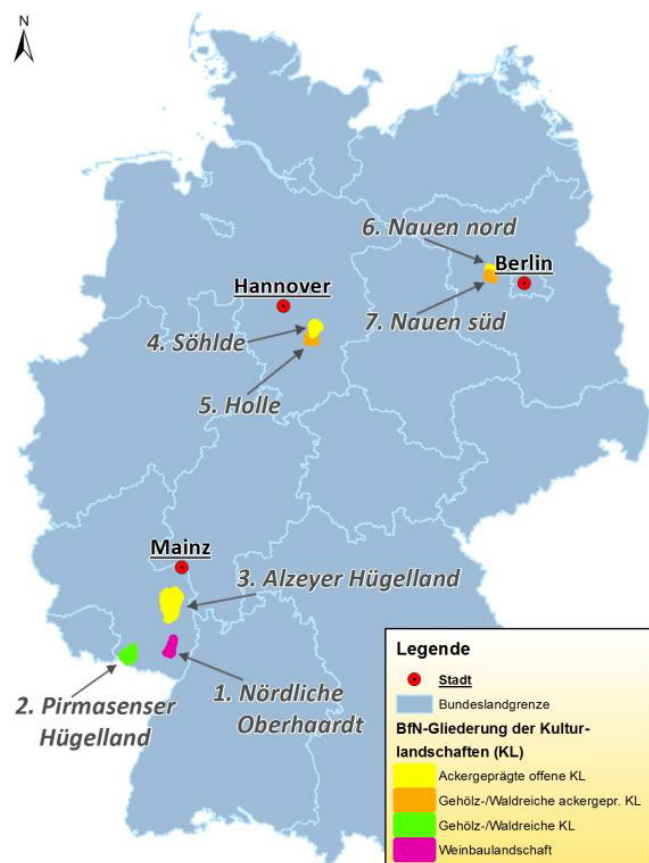 N
6. Nauen nord
Berlin
Hannover
7. Nauen süd
4. Söhlde
5. Holle
Mainz
3. Alzeyer Hügelland
2. Pirmasenser
Hügelland
1. Nördliche
Oberhaardt
Legende
Stadt
Bundeslandgrenze
BfN-Gliederung der Kultur-
landschaften (KL)
Ackergeprägte offene KL
Gehölz-/Waldreiche ackergepr. KL
Gehölz-/Waldreiche KL
Weinbaulandschaft